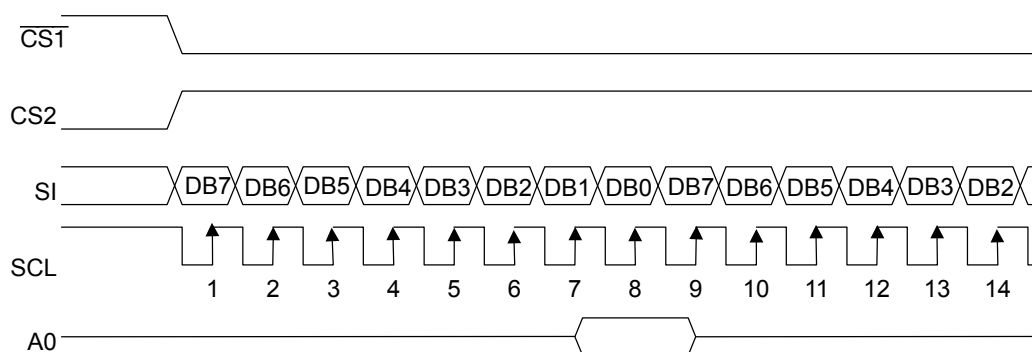 CS1
CS2
SI DB7 DB6 DB5 DB4 DB3 DB2 DB1 DB0 DB7 DB6 DB5 DB4 DB3 DB2
SCL
1 2 3 4 5 6 7 8 9 10 11 12 13 14
A0